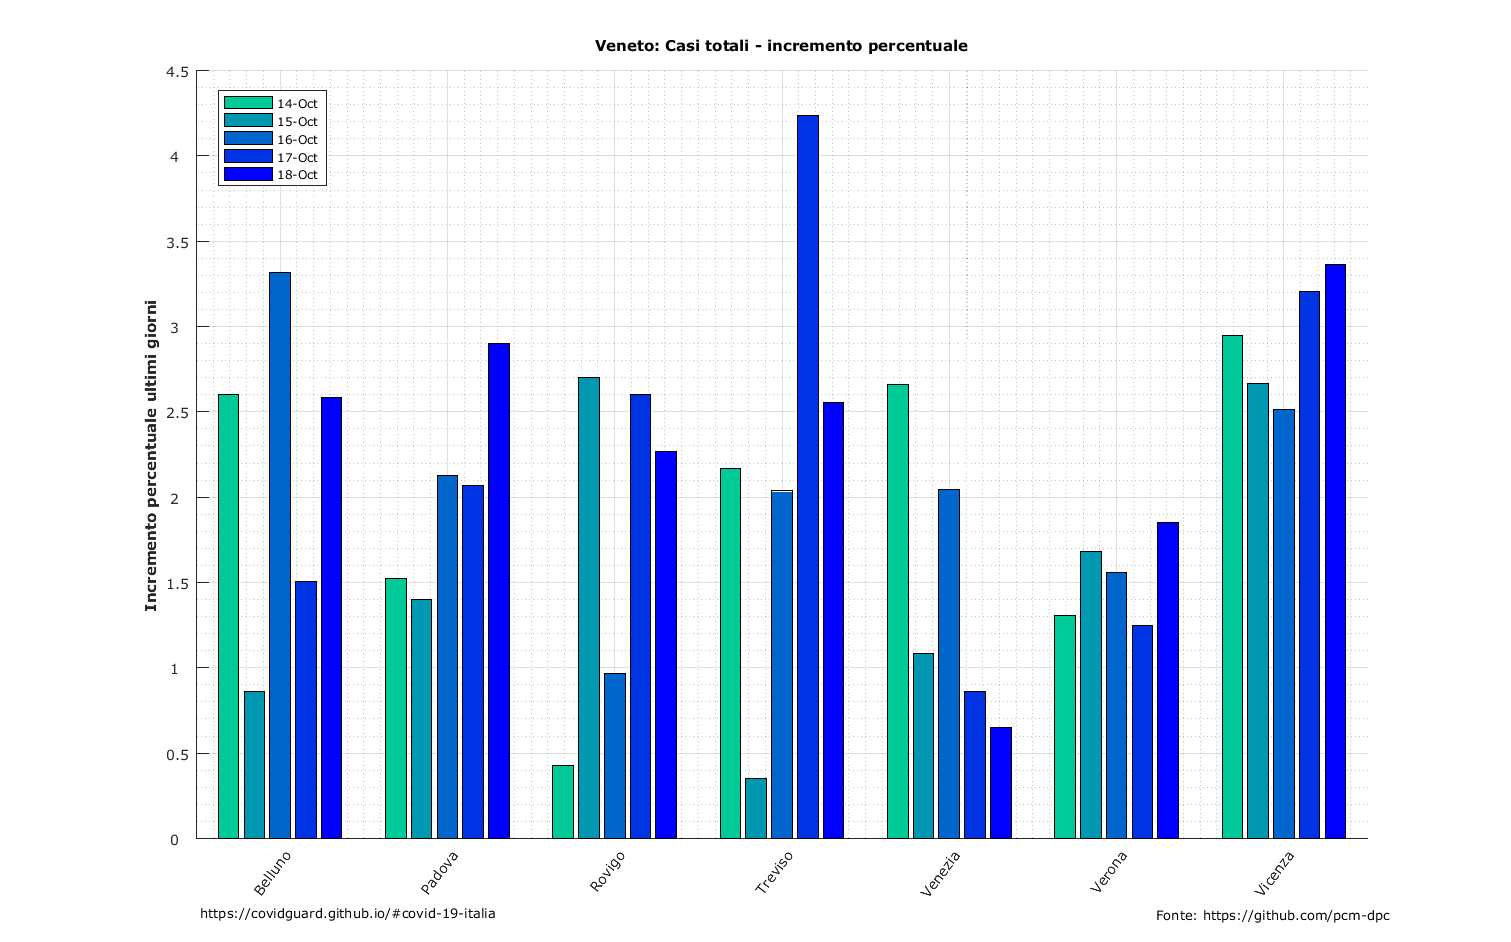 Veneto: Casi totali - incremento percentuale
4.5
4
3.5
3
2.5
2
1.5
1
0.5
0
Incremento percentuale ultimi giorni
14-Oct
15-Oct
16-Oct
17-Oct
18-Oct
Belluno
Padova
Rovigo
Treviso
Venezia
Verona
Vicenza
https://covidguard.github.io/#covid-19-italia
Fonte: https://github.com/pcm-dpc